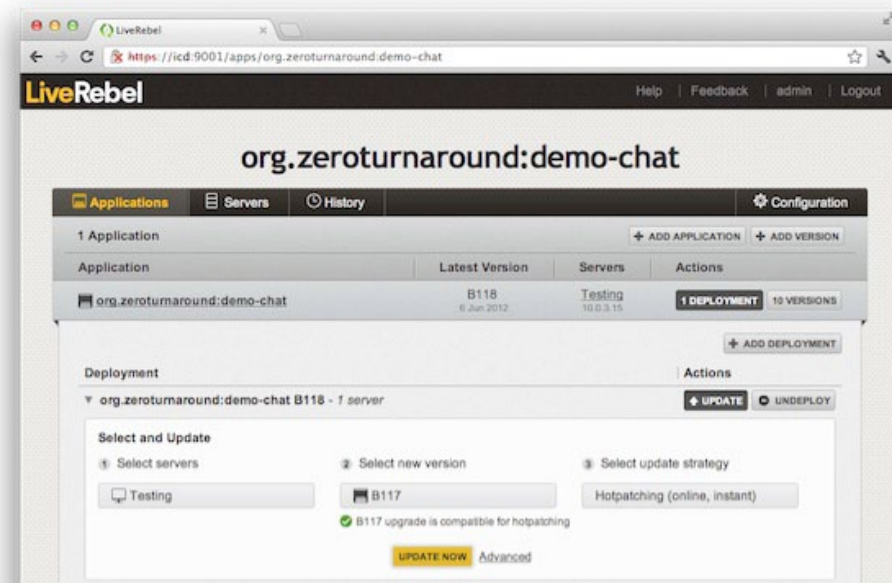 LiveRebel
https://icd:9001/apps/org.zeroturnaround:demo-chat
LiveRebel
Help | Feedback | admin | Logout
org.zeroturnaround:demo-chat
Applications Servers History Configuration
1 Application + ADD APPLICATION + ADD VERSION
Application Latest Version Servers Actions
org.zeroturnaround:demo-chat B118 Testing 1 DEPLOYMENT 10 VERSIONS
6 Jun 2012 10.0.3.15
+ ADD DEPLOYMENT
Deployment Actions
org.zeroturnaround:demo-chat B118 - 1 server UPDATE UNDEPLOY
Select and Update
1 Select servers 2 Select new version 3 Select update strategy
Testing B117 Hotpatching (online, instant)
B117 upgrade is compatible for hotpatching
UPDATE NOW Advanced